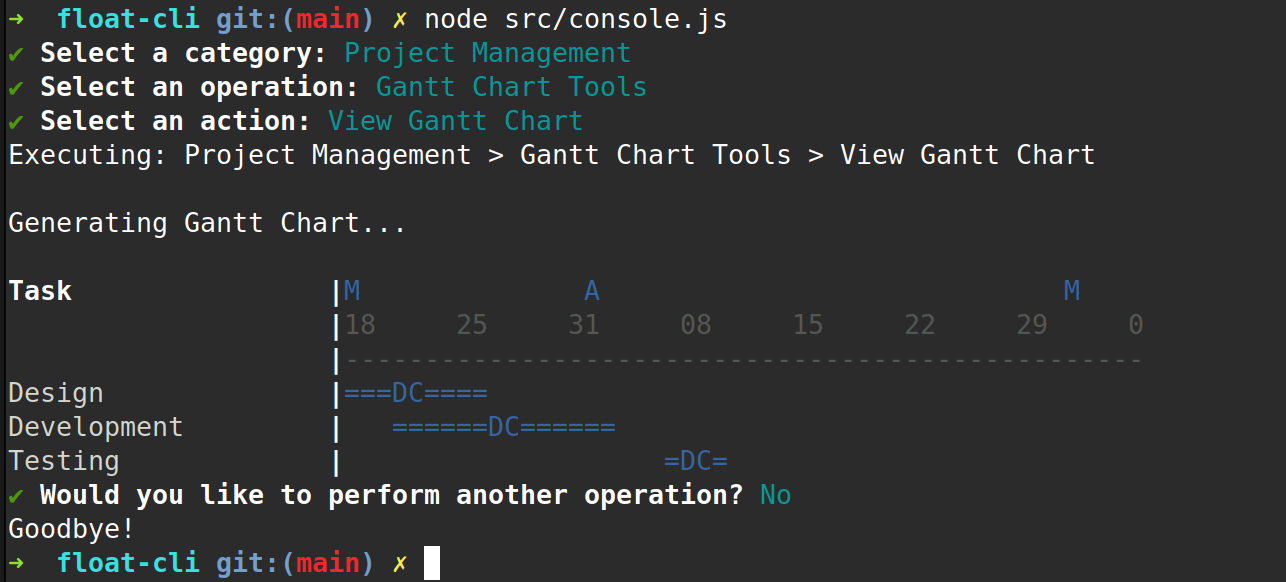 ➜  float-cli git:(main) ✗ node src/console.js
✔ Select a category: Project Management
✔ Select an operation: Gantt Chart Tools
✔ Select an action: View Gantt Chart
Executing: Project Management > Gantt Chart Tools > View Gantt Chart

Generating Gantt Chart...

Task                |M              A                             M
                    |18     25     31     08     15     22     29     0
                    |--------------------------------------------------
Design              |===DC====
Development         |   ======DC======
Testing             |                    =DC=
✔ Would you like to perform another operation? No
Goodbye!
➜  float-cli git:(main) ✗